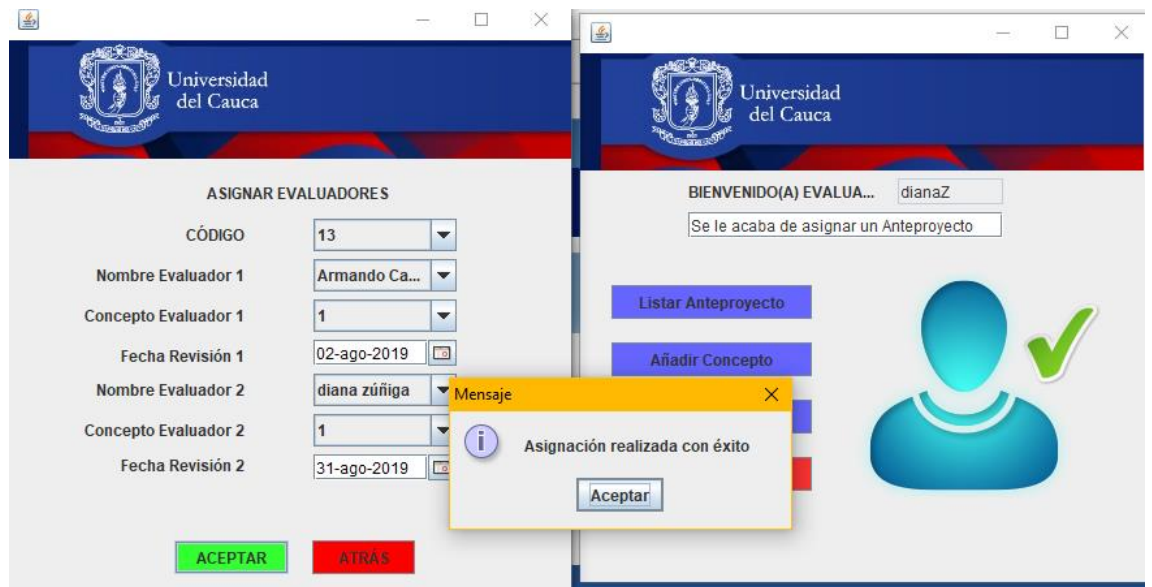 Universidad
del Cauca
ASIGNAR EVALUADORES
CÓDIGO 13
Nombre Evaluador 1 Armando Ca...
Concepto Evaluador 1 1
Fecha Revisión 1 02-ago-2019
Nombre Evaluador 2 diana zúñiga
Concepto Evaluador 2 1
Fecha Revisión 2 31-ago-2019
ACEPTAR ATRÁS
Universidad
del Cauca
BIENVENIDO(A) EVALUA... dianaZ
Se le acaba de asignar un Anteproyecto
Listar Anteproyecto
Añadir Concepto
Mensaje
Asignación realizada con éxito
Aceptar